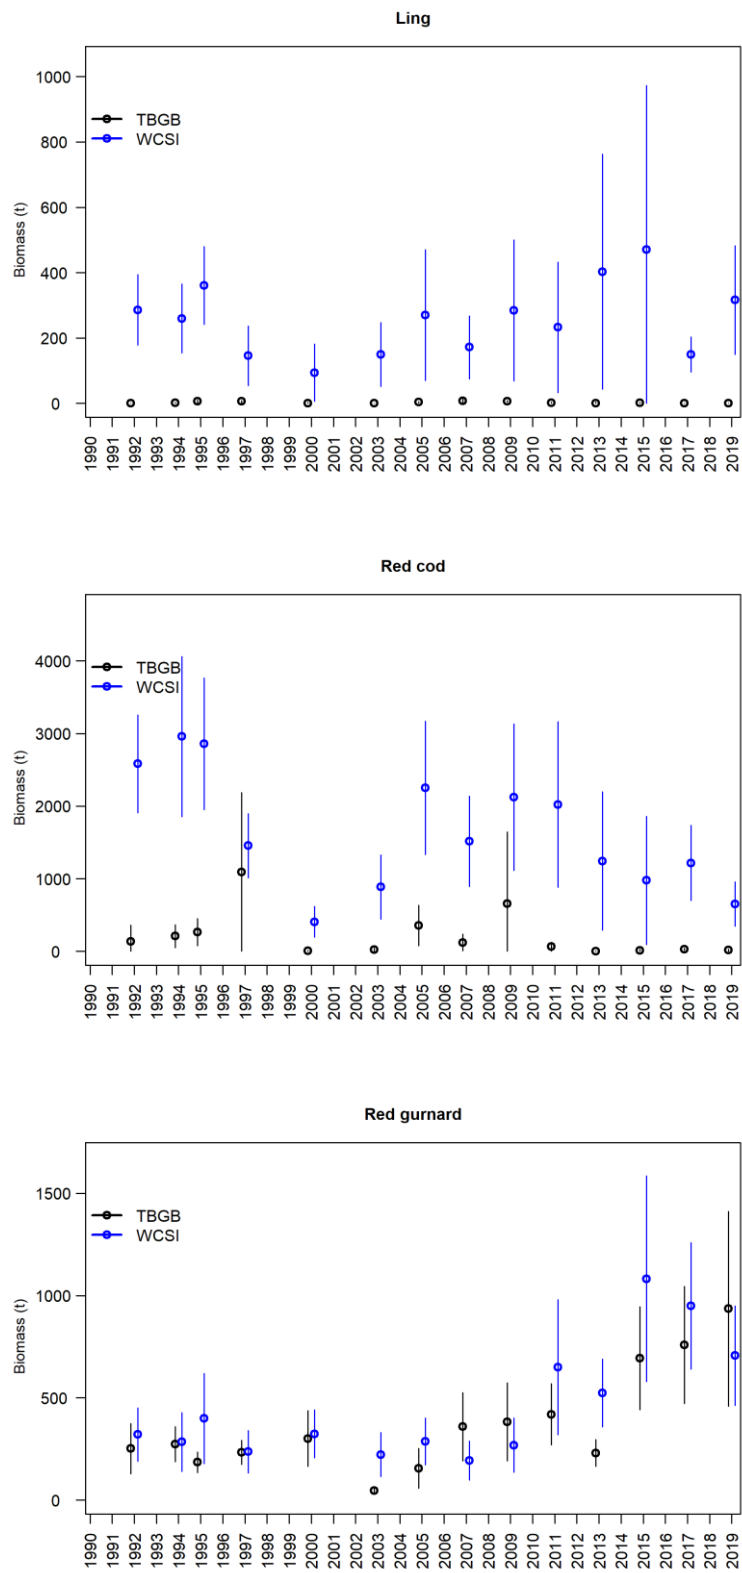 Ling
Biomass (t)
1000
800
600
400
200
0
TBGB
WCSI
1990 1991 1992 1993 1994 1995 1996 1997 1998 1999 2000 2001 2002 2003 2004 2005 2006 2007 2008 2009 2010 2011 2012 2013 2014 2015 2016 2017 2018 2019
Red cod
Biomass (t)
4000
3000
2000
1000
0
TBGB
WCSI
1990 1991 1992 1993 1994 1995 1996 1997 1998 1999 2000 2001 2002 2003 2004 2005 2006 2007 2008 2009 2010 2011 2012 2013 2014 2015 2016 2017 2018 2019
Red gurnard
Biomass (t)
1500
1000
500
0
TBGB
WCSI
1990 1991 1992 1993 1994 1995 1996 1997 1998 1999 2000 2001 2002 2003 2004 2005 2006 2007 2008 2009 2010 2011 2012 2013 2014 2015 2016 2017 2018 2019